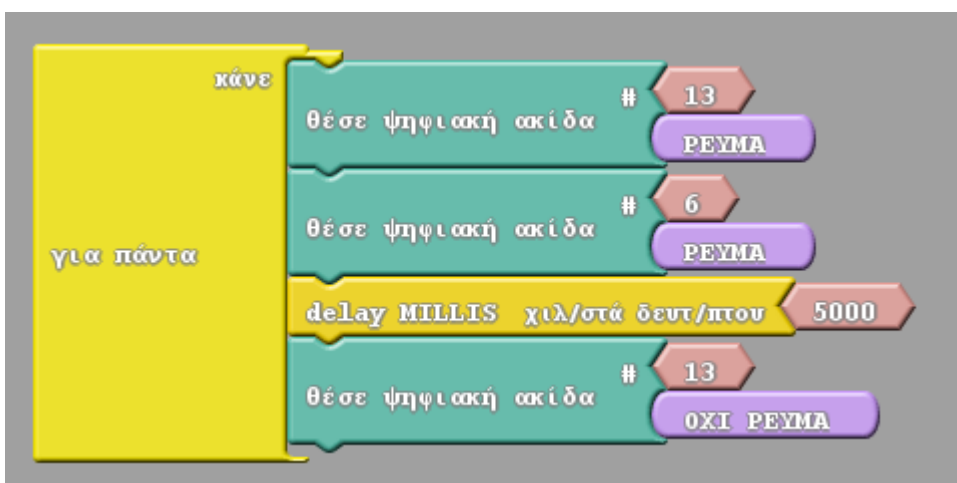 κάνε
θέσε ψηφιακή ακίδα # 13
ΡΕΥΜΑ
θέσε ψηφιακή ακίδα # 6
ΡΕΥΜΑ
για πάντα
delay MILLIS χιλ/στά δευτ/πτου 5000
θέσε ψηφιακή ακίδα # 13
ΟΧΙ ΡΕΥΜΑ